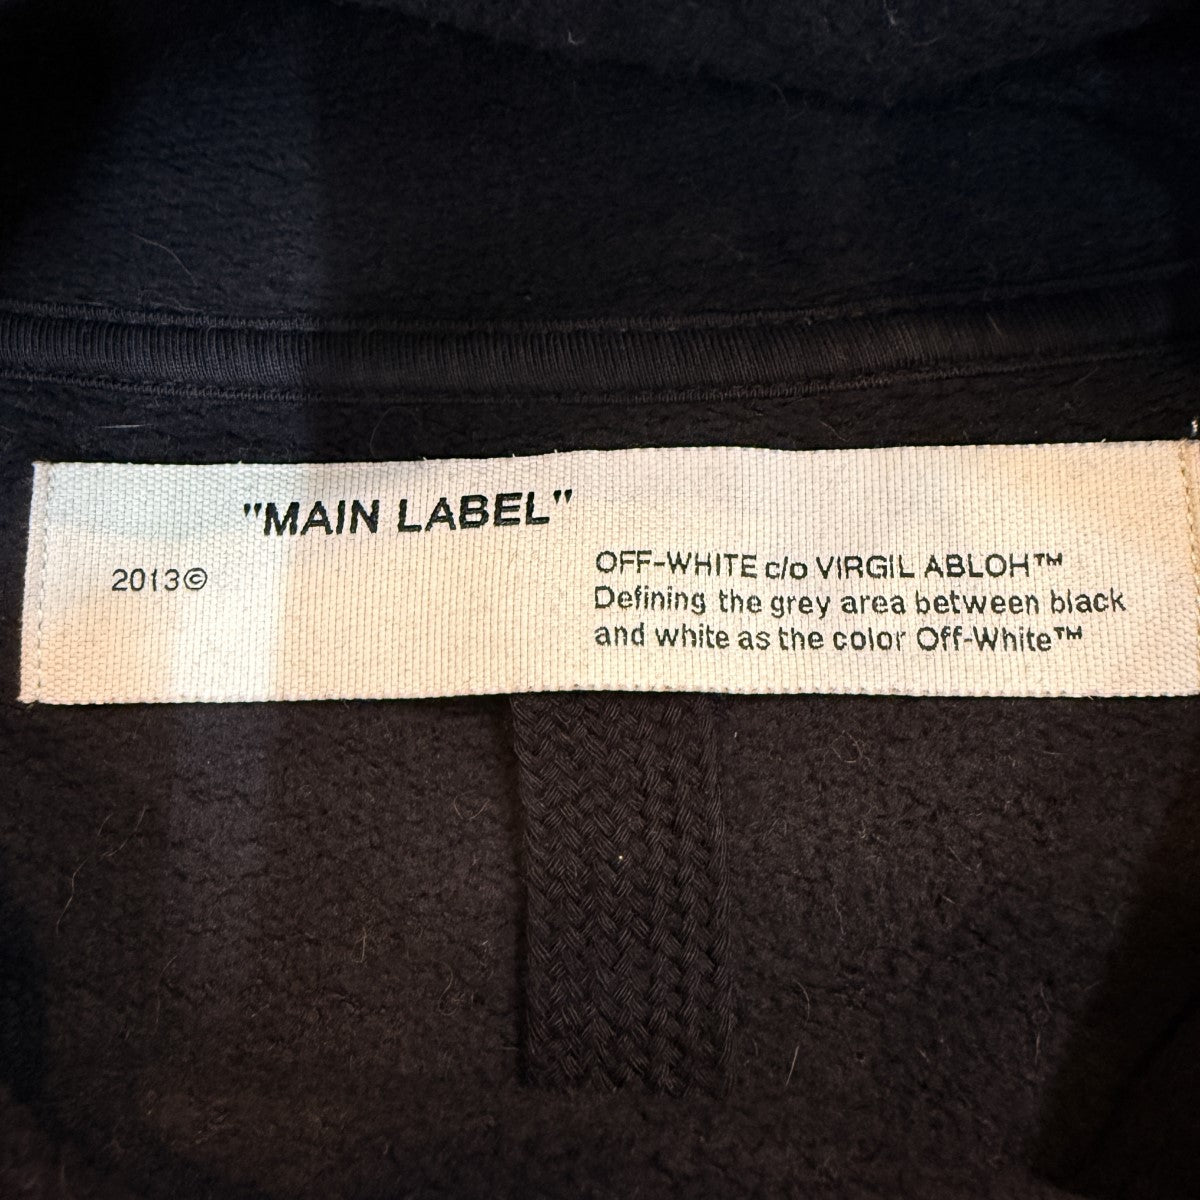 "MAIN LABEL"
2013©
OFF-WHITE c/o VIRGIL ABLOH™
Defining the grey area between black
and white as the color Off-White™